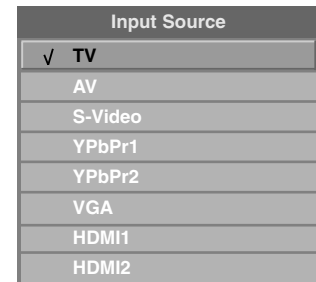 Input Source
√ TV
AV
S-Video
YPbPr1
YPbPr2
VGA
HDMI1
HDMI2